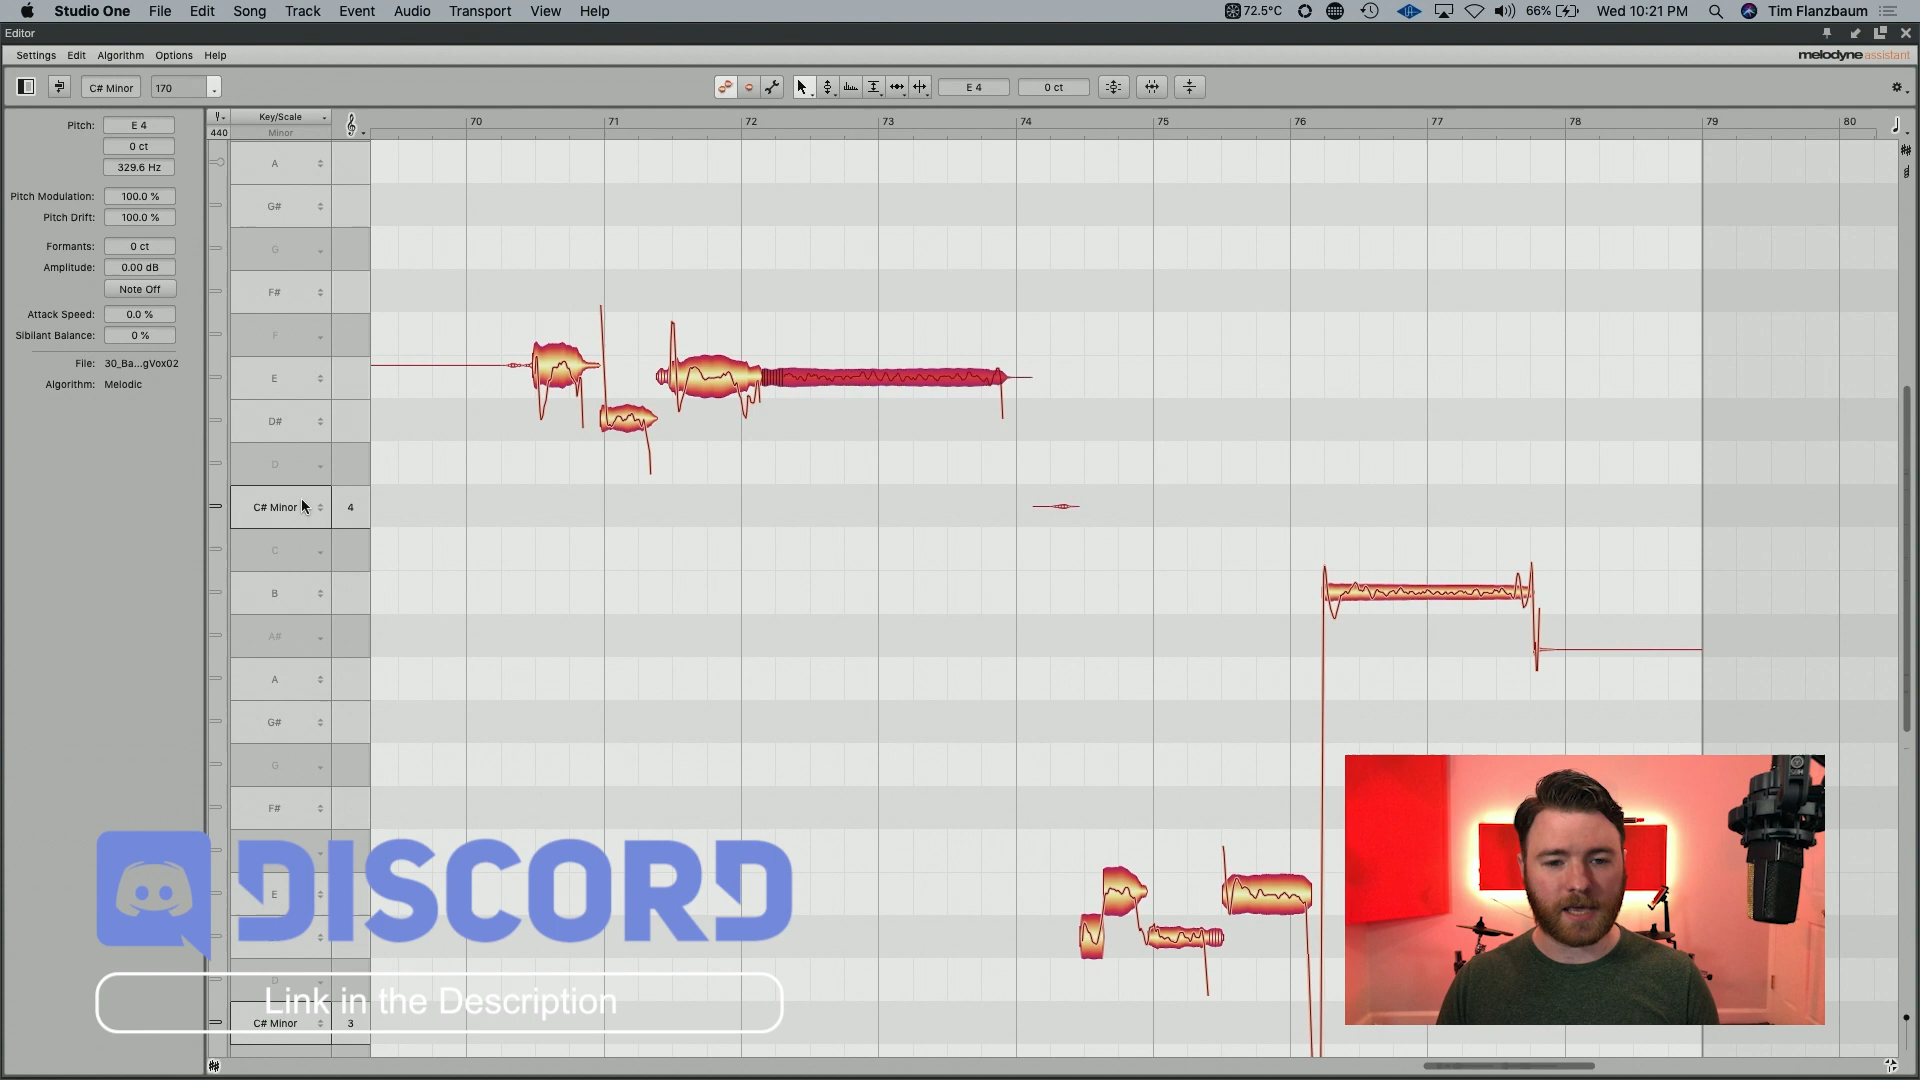 Studio One File Edit Song Track Event Audio Transport View Help 72.5°C 66% Wed 10:21 PM Tim Flanzbaum
Editor
Settings Edit Algorithm Options Help melodyne assistant
C# Minor 170 E 4 0 ct
Pitch: E 4
0 ct
329.6 Hz
Pitch Modulation: 100.0 %
Pitch Drift: 100.0 %
Formants: 0 ct
Amplitude: 0.00 dB
Note Off
Attack Speed: 0.0 %
Sibilant Balance: 0 %
File: 30_Ba...gVox02
Algorithm: Melodic
Key/Scale
440 Minor
70 71 72 73 74 75 76 77 78 79 80
A
G#
G
F#
F
E
D#
D
C# Minor 4
C
B
A#
A
G#
G
F#
E
D
C# Minor 3
DISCORD
Link in the Description